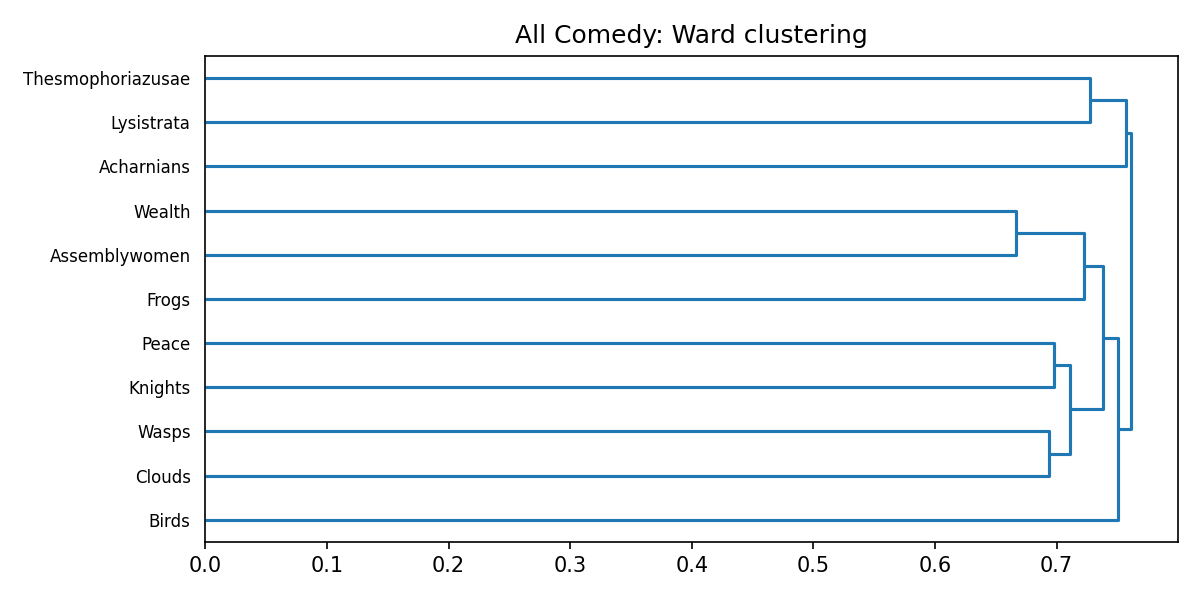 All Comedy: Ward clustering
Thesmophoriazusae
Lysistrata
Acharnians
Wealth
Assemblywomen
Frogs
Peace
Knights
Wasps
Clouds
Birds
0.0 0.1 0.2 0.3 0.4 0.5 0.6 0.7